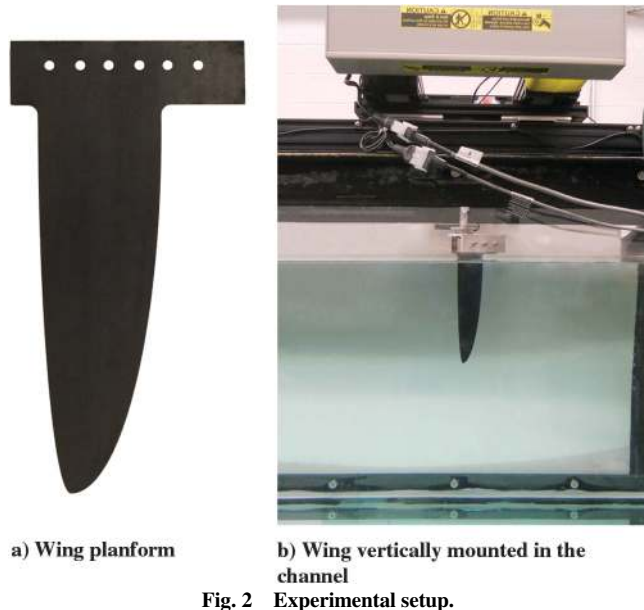 CAUTION
CAUTION
a) Wing planform
b) Wing vertically mounted in the
channel
Fig. 2 Experimental setup.